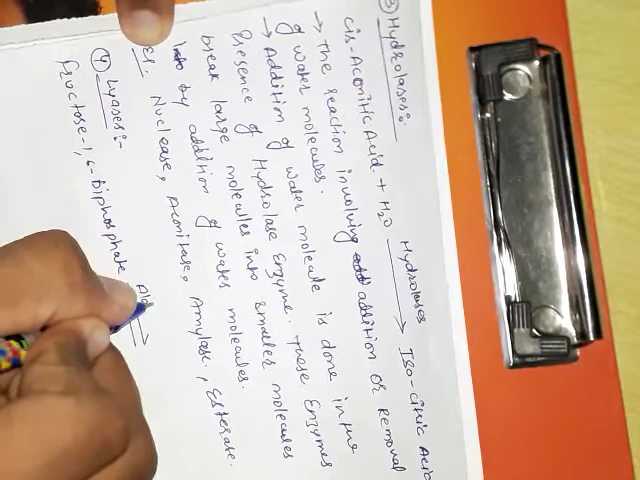 ③ Hydrolases:-
Cis-Aconitic Acid + H2O Hydrolases → Iso-citric Acid
→ The reaction involving addition or Removal
of water molecules.
→ Addition of water molecule is done in the
Presence of Hydrolase Enzyme. These Enzymes
break large molecules into smaller molecules
by addition of water molecules.
Ex:- Nuclease, Aconitase, Amylase, Esterase.
④ Lyases:-
fructose-1,6-Biphosphate Ald